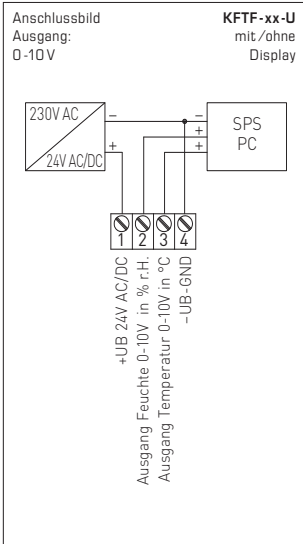 Anschlussbild
Ausgang:
0-10 V
KFTF-xx-U
mit/ohne
Display
230V AC
24V AC/DC
–
+
–
+
+
SPS
PC
1 2 3 4
+UB 24V AC/DC
Ausgang Feuchte 0-10V in % r.H.
Ausgang Temperatur 0-10V in °C
–UB-GND